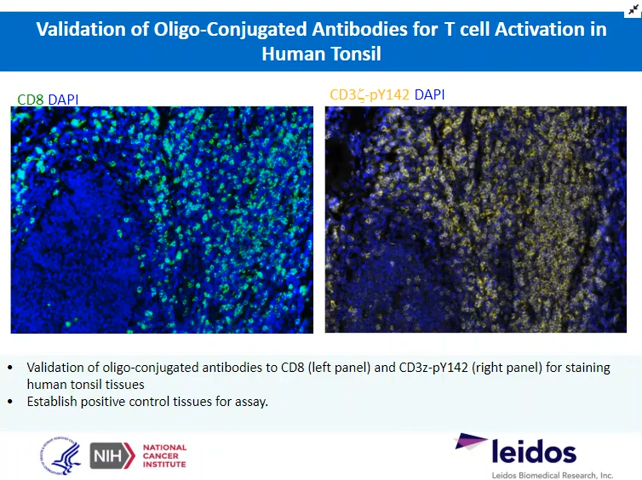 Validation of Oligo-Conjugated Antibodies for T cell Activation in
Human Tonsil
CD8 DAPI
CD3ζ-pY142 DAPI
• Validation of oligo-conjugated antibodies to CD8 (left panel) and CD3z-pY142 (right panel) for staining
human tonsil tissues
• Establish positive control tissues for assay.
NIH
NATIONAL
CANCER
INSTITUTE
leidos
Leidos Biomedical Research, Inc.